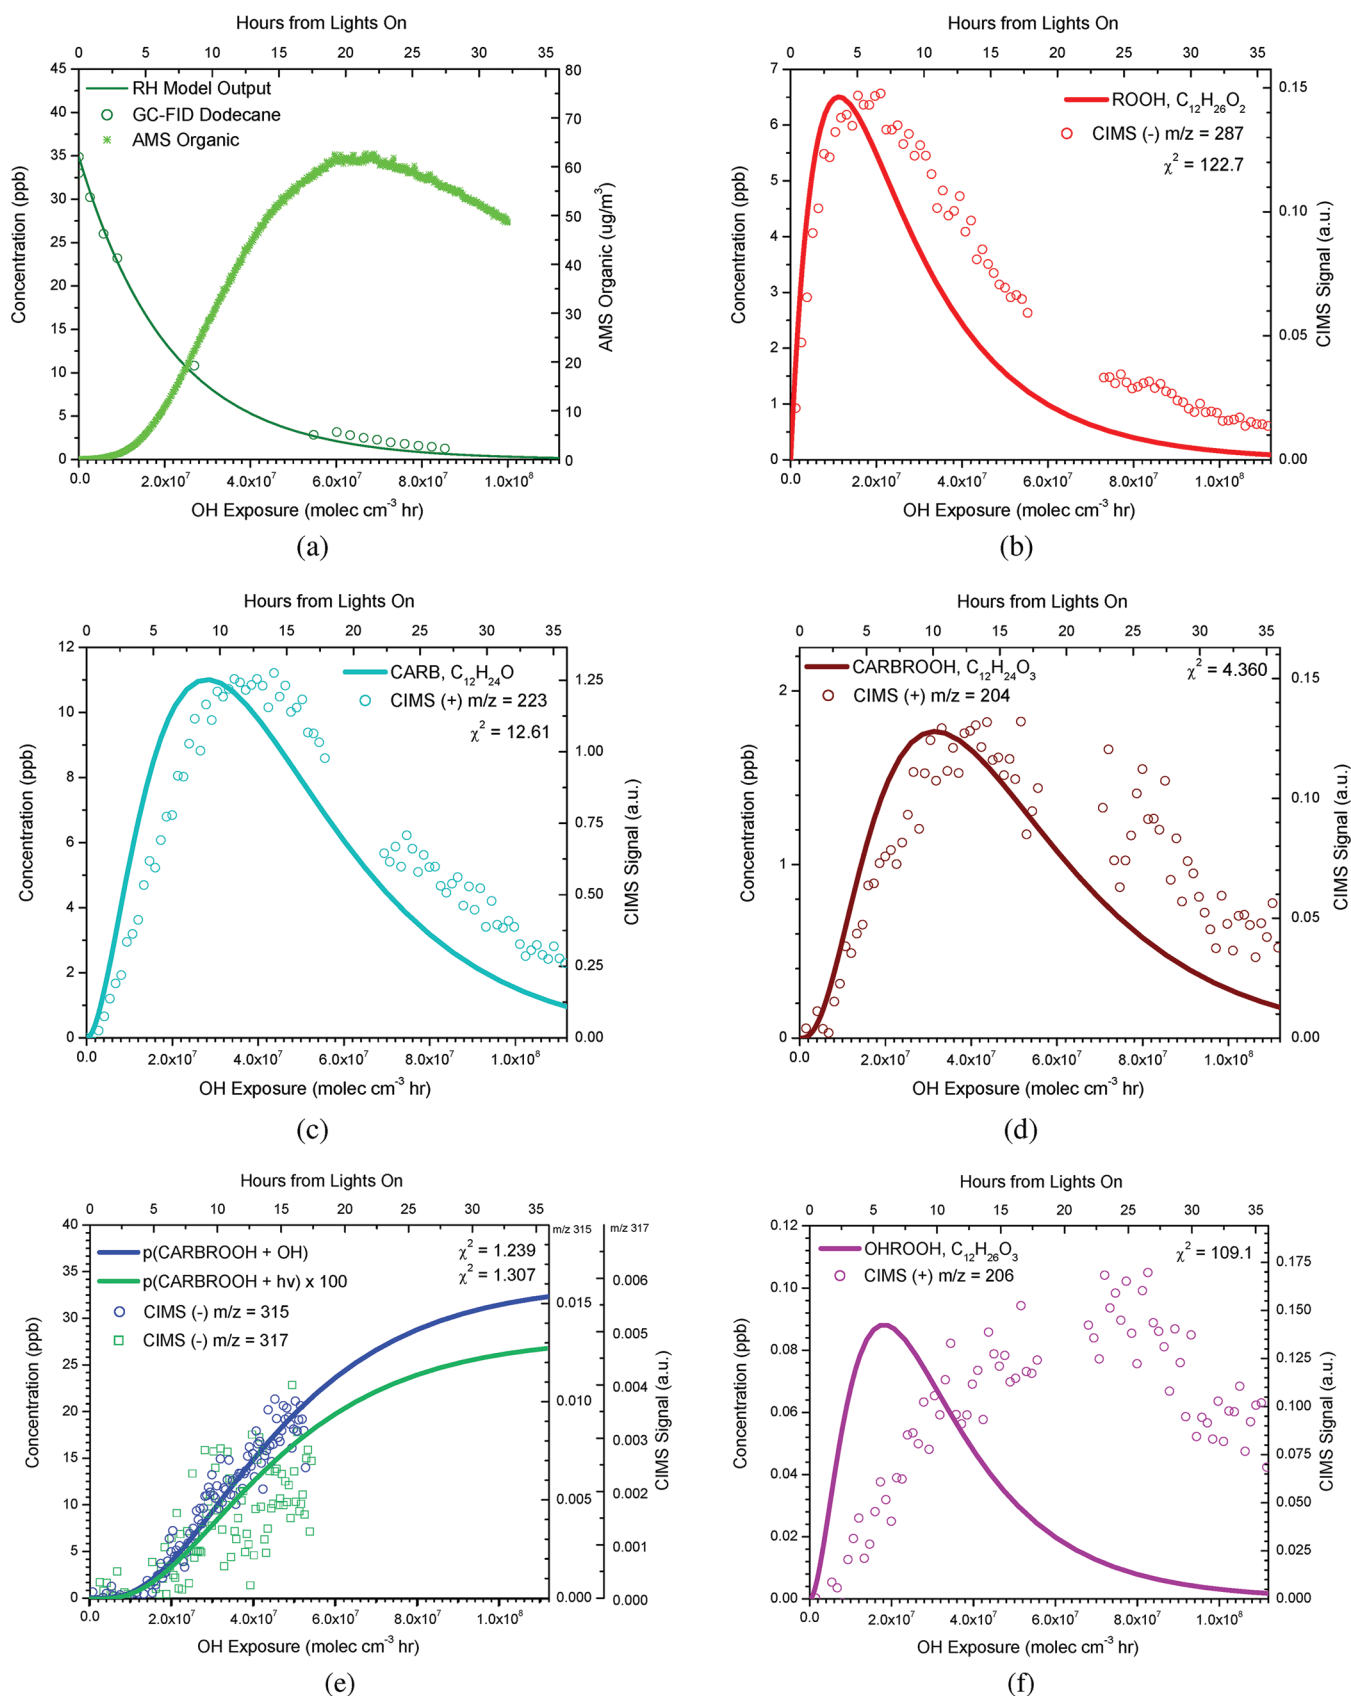 Hours from Lights On
0 5 10 15 20 25 30 35
45 40 35 30 25 20 15 10 5 0
Concentration (ppb)
RH Model Output
GC-FID Dodecane
AMS Organic
80 70 60 50 40 30 20 10 0
AMS Organic (ug/m³)
0.0 2.0x10⁷ 4.0x10⁷ 6.0x10⁷ 8.0x10⁷ 1.0x10⁸
OH Exposure (molec cm⁻³ hr)
(a)
Hours from Lights On
0 5 10 15 20 25 30 35
7 6 5 4 3 2 1 0
Concentration (ppb)
ROOH, C₁₂H₂₆O₂
CIMS (-) m/z = 287
χ² = 122.7
0.15 0.10 0.05 0.00
CIMS Signal (a.u.)
0.0 2.0x10⁷ 4.0x10⁷ 6.0x10⁷ 8.0x10⁷ 1.0x10⁸
OH Exposure (molec cm⁻³ hr)
(b)
Hours from Lights On
0 5 10 15 20 25 30 35
12 10 8 6 4 2 0
Concentration (ppb)
CARB, C₁₂H₂₄O
CIMS (+) m/z = 223
χ² = 12.61
1.25 1.00 0.75 0.50 0.25 0.00
CIMS Signal (a.u.)
0.0 2.0x10⁷ 4.0x10⁷ 6.0x10⁷ 8.0x10⁷ 1.0x10⁸
OH Exposure (molec cm⁻³ hr)
(c)
Hours from Lights On
0 5 10 15 20 25 30 35
2 1 0
Concentration (ppb)
CARBROOH, C₁₂H₂₄O₃
CIMS (+) m/z = 204
χ² = 4.360
0.15 0.10 0.05 0.00
CIMS Signal (a.u.)
0.0 2.0x10⁷ 4.0x10⁷ 6.0x10⁷ 8.0x10⁷ 1.0x10⁸
OH Exposure (molec cm⁻³ hr)
(d)
Hours from Lights On
0 5 10 15 20 25 30 35
40 35 30 25 20 15 10 5 0
Concentration (ppb)
p(CARBROOH + OH)
χ² = 1.239
p(CARBROOH + hν) x 100
χ² = 1.307
CIMS (-) m/z = 315
CIMS (-) m/z = 317
m/z 315
0.015 0.010 0.005 0.000
m/z 317
0.006 0.005 0.004 0.003 0.002 0.001 0.000
CIMS Signal (a.u.)
0.0 2.0x10⁷ 4.0x10⁷ 6.0x10⁷ 8.0x10⁷ 1.0x10⁸
OH Exposure (molec cm⁻³ hr)
(e)
Hours from Lights On
0 5 10 15 20 25 30 35
0.12 0.10 0.08 0.06 0.04 0.02 0.00
Concentration (ppb)
OHROOH, C₁₂H₂₆O₃
CIMS (+) m/z = 206
χ² = 109.1
0.175 0.150 0.125 0.100 0.075 0.050 0.025 0.000
CIMS Signal (a.u.)
0.0 2.0x10⁷ 4.0x10⁷ 6.0x10⁷ 8.0x10⁷ 1.0x10⁸
OH Exposure (molec cm⁻³ hr)
(f)